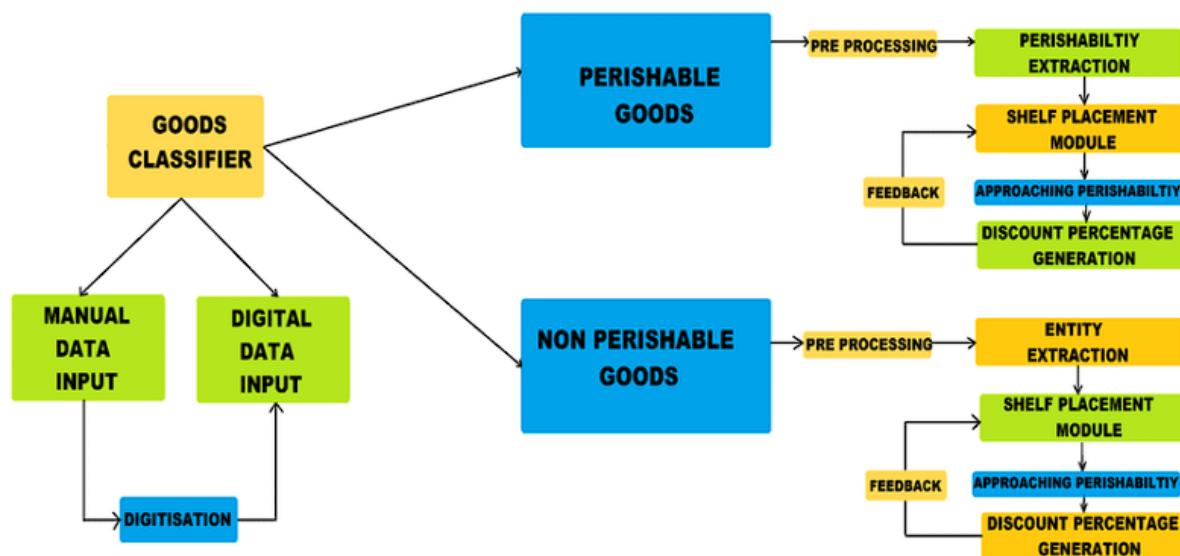 GOODS
CLASSIFIER
MANUAL
DATA
INPUT
DIGITAL
DATA
INPUT
DIGITISATION
PERISHABLE
GOODS
PRE PROCESSING
PERISHABILTIY
EXTRACTION
SHELF PLACEMENT
MODULE
APPROACHING PERISHABILTIY
DISCOUNT PERCENTAGE
GENERATION
FEEDBACK
NON PERISHABLE
GOODS
PRE PROCESSING
ENTITY
EXTRACTION
SHELF PLACEMENT
MODULE
APPROACHING PERISHABILTIY
DISCOUNT PERCENTAGE
GENERATION
FEEDBACK